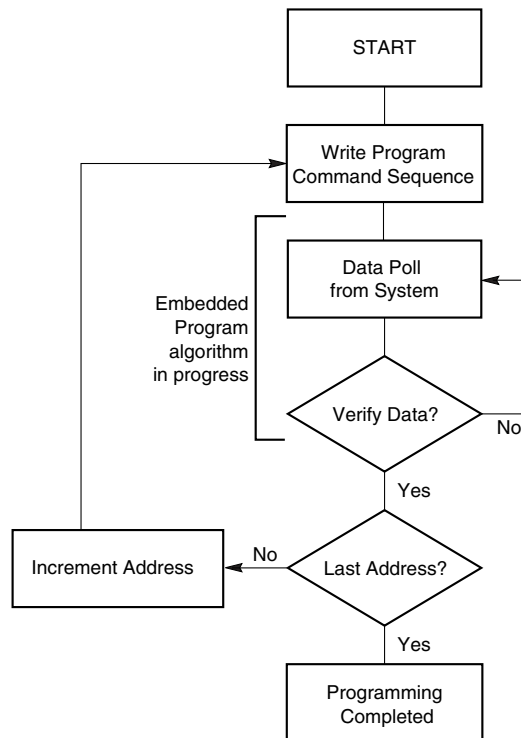 START
Write Program
Command Sequence
Data Poll
from System
Embedded
Program
algorithm
in progress
Verify Data?
No
Yes
No
Increment Address
Last Address?
Yes
Programming
Completed